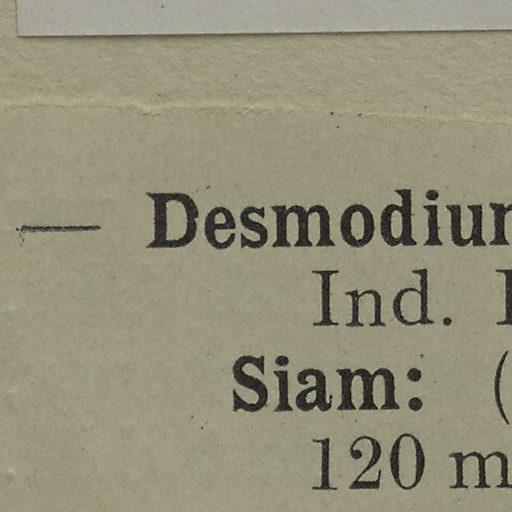 — Desmodiu
Ind.
Siam: (
120 m